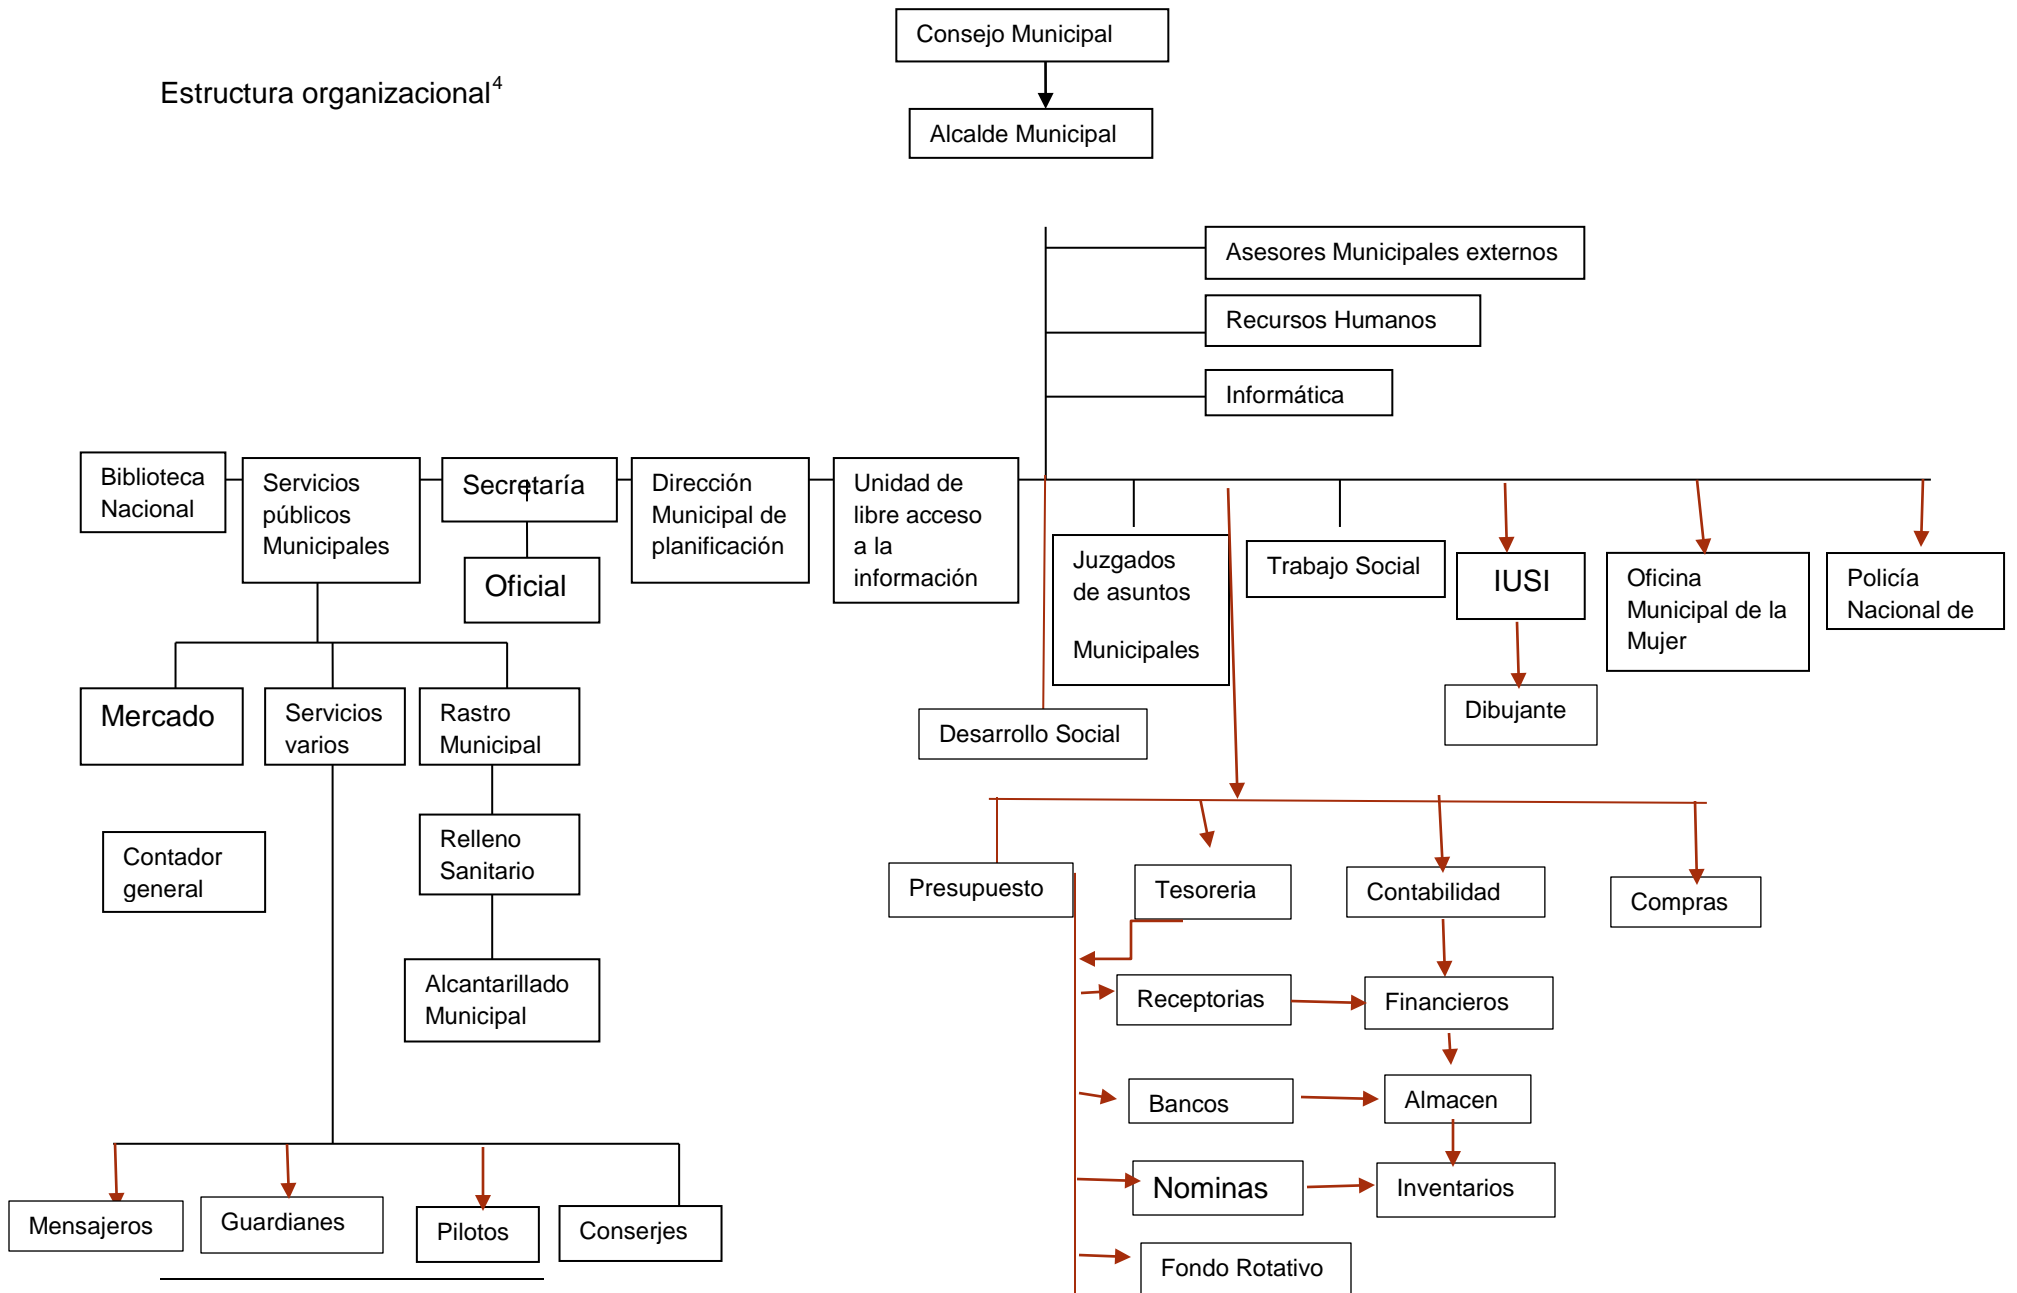 Consejo Municipal
Estructura organizacional4
Alcalde Municipal
Asesores Municipales externos
Recursos Humanos
Informática
Biblioteca
Nacional
Servicios
públicos
Municipales
Secretaría
Oficial
Dirección
Municipal de
planificación
Unidad de
libre acceso
a la
información
Juzgados
de asuntos
Municipales
Trabajo Social
IUSI
Oficina
Municipal de la
Mujer
Policía
Nacional de
Mercado
Servicios
varios
Rastro
Municipal
Desarrollo Social
Dibujante
Contador
general
Relleno
Sanitario
Alcantarillado
Municipal
Presupuesto
Tesoreria
Contabilidad
Compras
Receptorias
Financieros
Bancos
Almacen
Nominas
Inventarios
Fondo Rotativo
Mensajeros
Guardianes
Pilotos
Conserjes